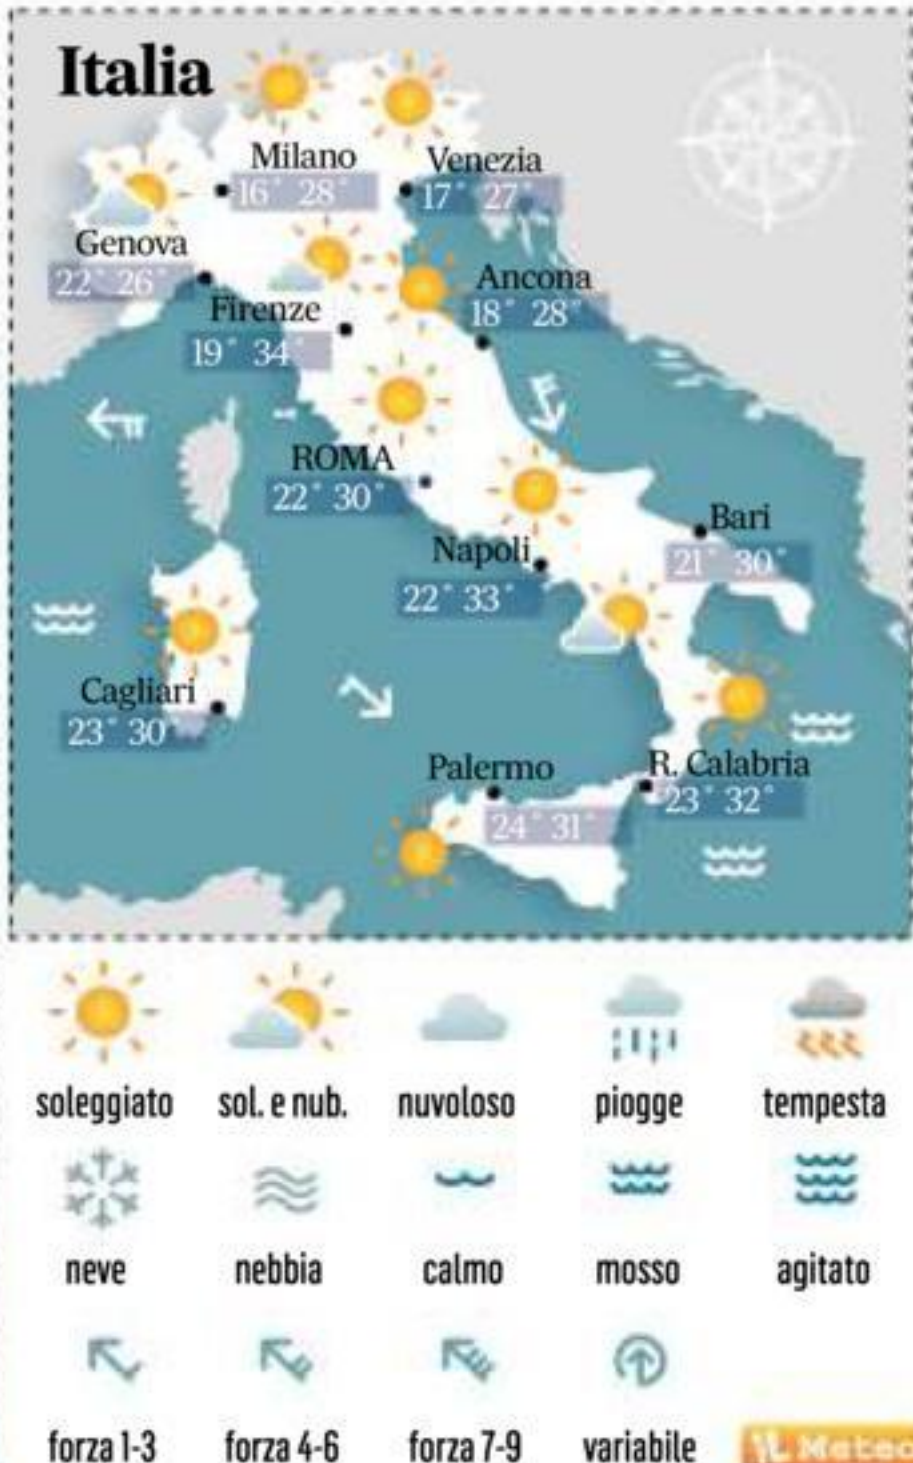 Italia
Milano
16° 28°
Venezia
17° 27°
Genova
22° 26°
Ancona
18° 28°
Firenze
19° 34°
ROMA
22° 30°
Bari
21° 30°
Napoli
22° 33°
Cagliari
23° 30°
Palermo
24° 31°
R. Calabria
23° 32°
soleggiato sol. e nub. nuvoloso piogge tempesta
neve nebbia calmo mosso agitato
forza 1-3 forza 4-6 forza 7-9 variabile
Meteo